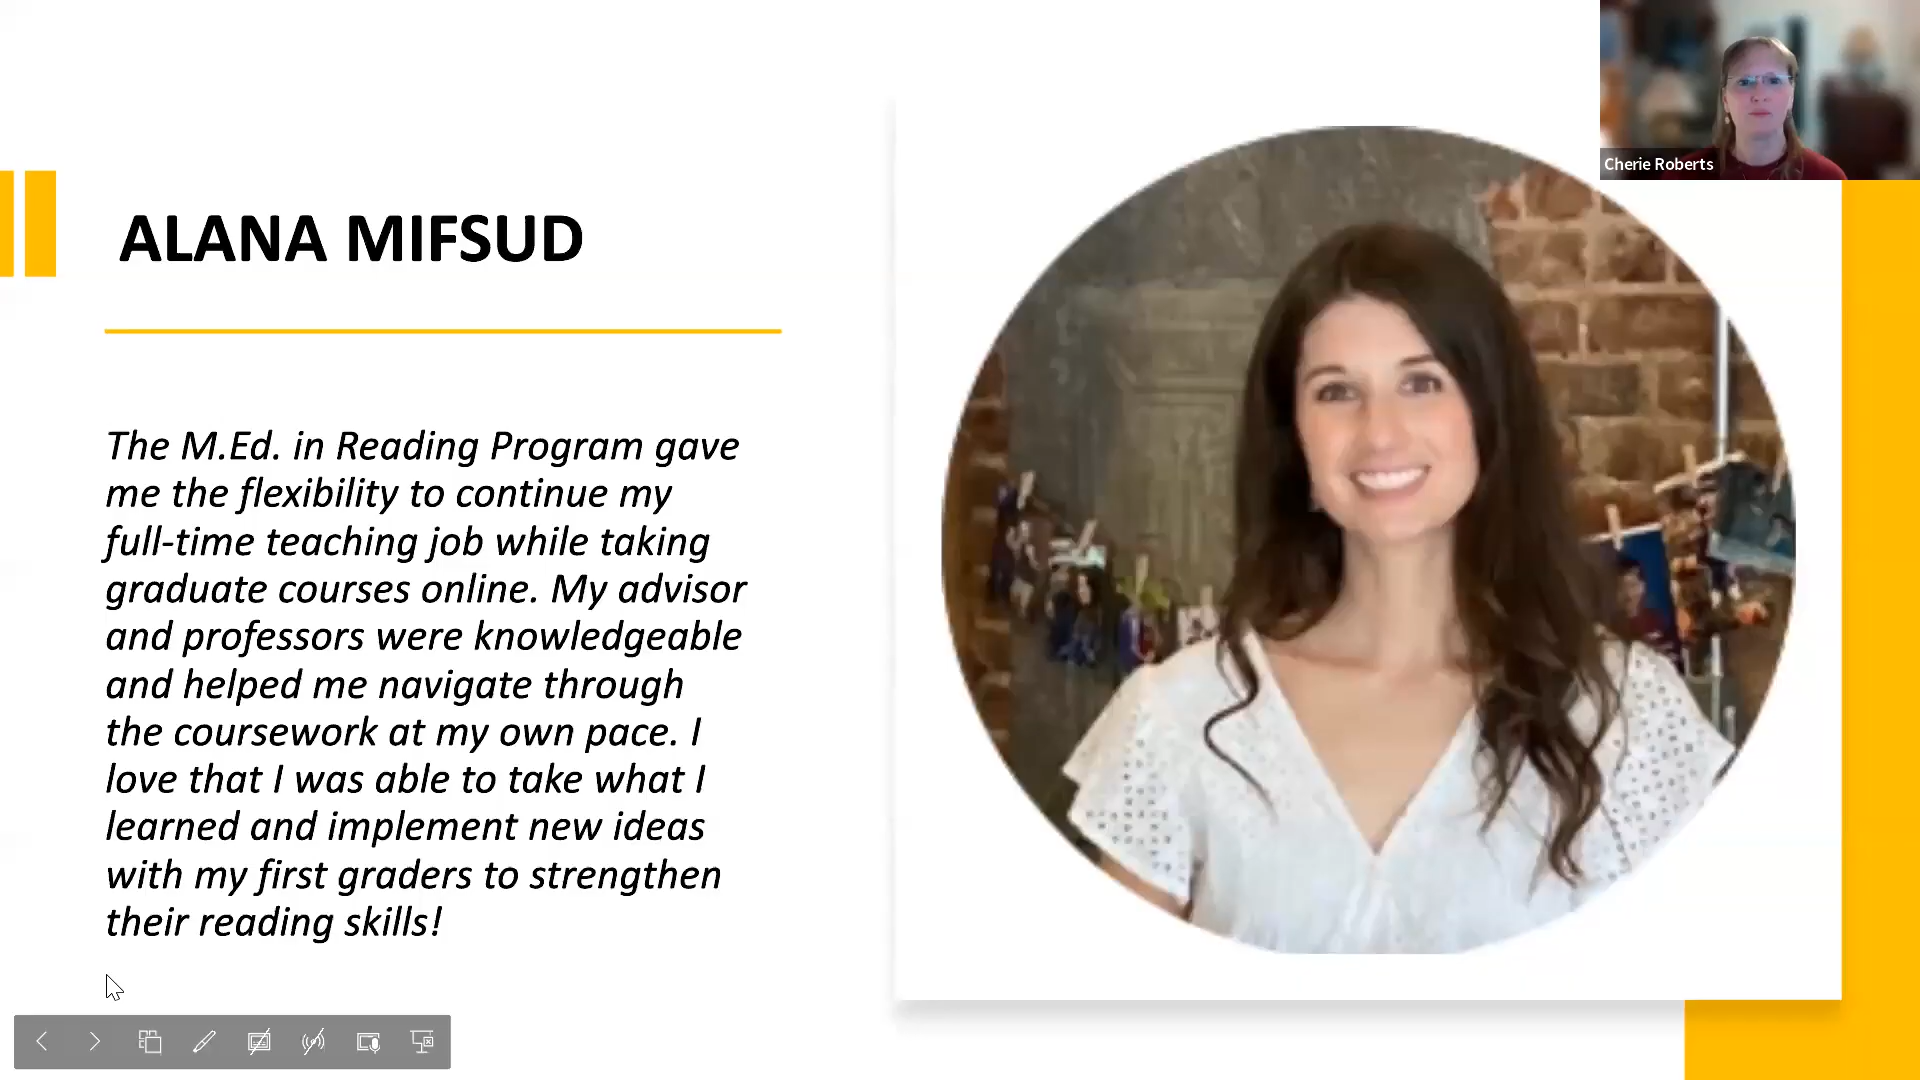 Cherie Roberts
ALANA MIFSUD
The M.Ed. in Reading Program gave
me the flexibility to continue my
full-time teaching job while taking
graduate courses online. My advisor
and professors were knowledgeable
and helped me navigate through
the coursework at my own pace. I
love that I was able to take what I
learned and implement new ideas
with my first graders to strengthen
their reading skills!